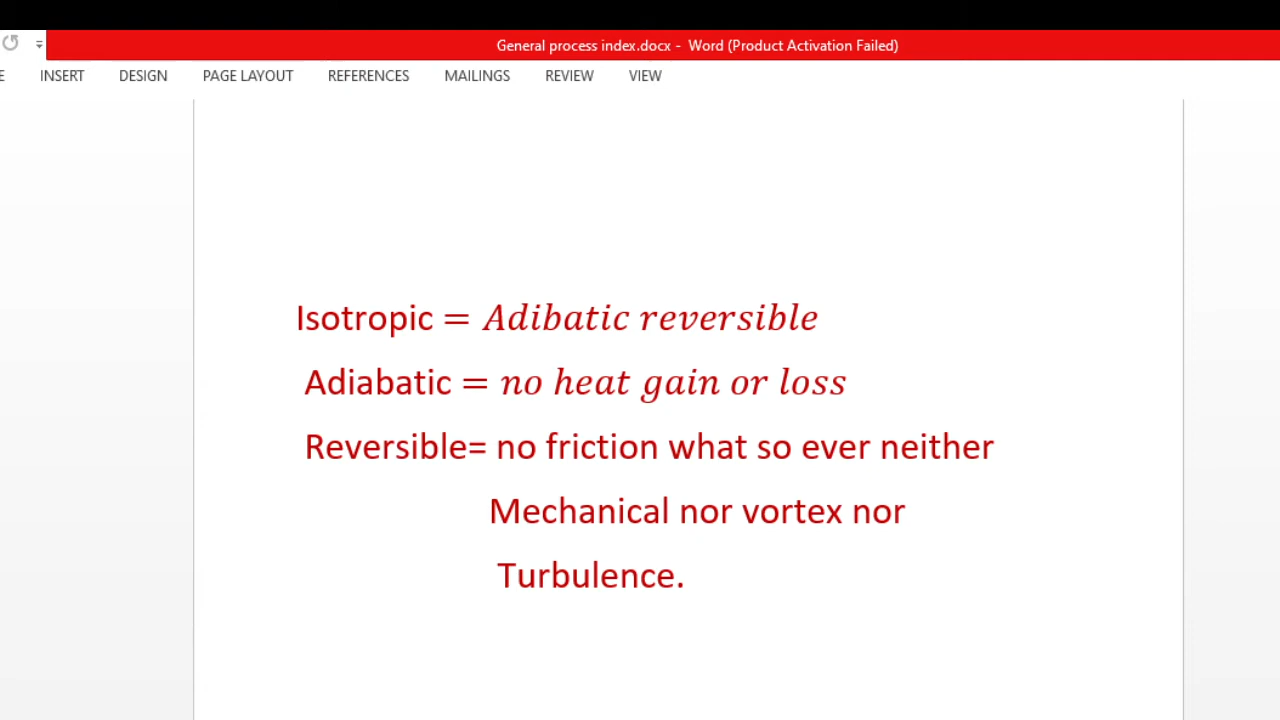 General process index.docx - Word (Product Activation Failed)
INSERT DESIGN PAGE LAYOUT REFERENCES MAILINGS REVIEW VIEW
Isotropic = Adibatic reversible
Adiabatic = no heat gain or loss
Reversible= no friction what so ever neither
Mechanical nor vortex nor
Turbulence.